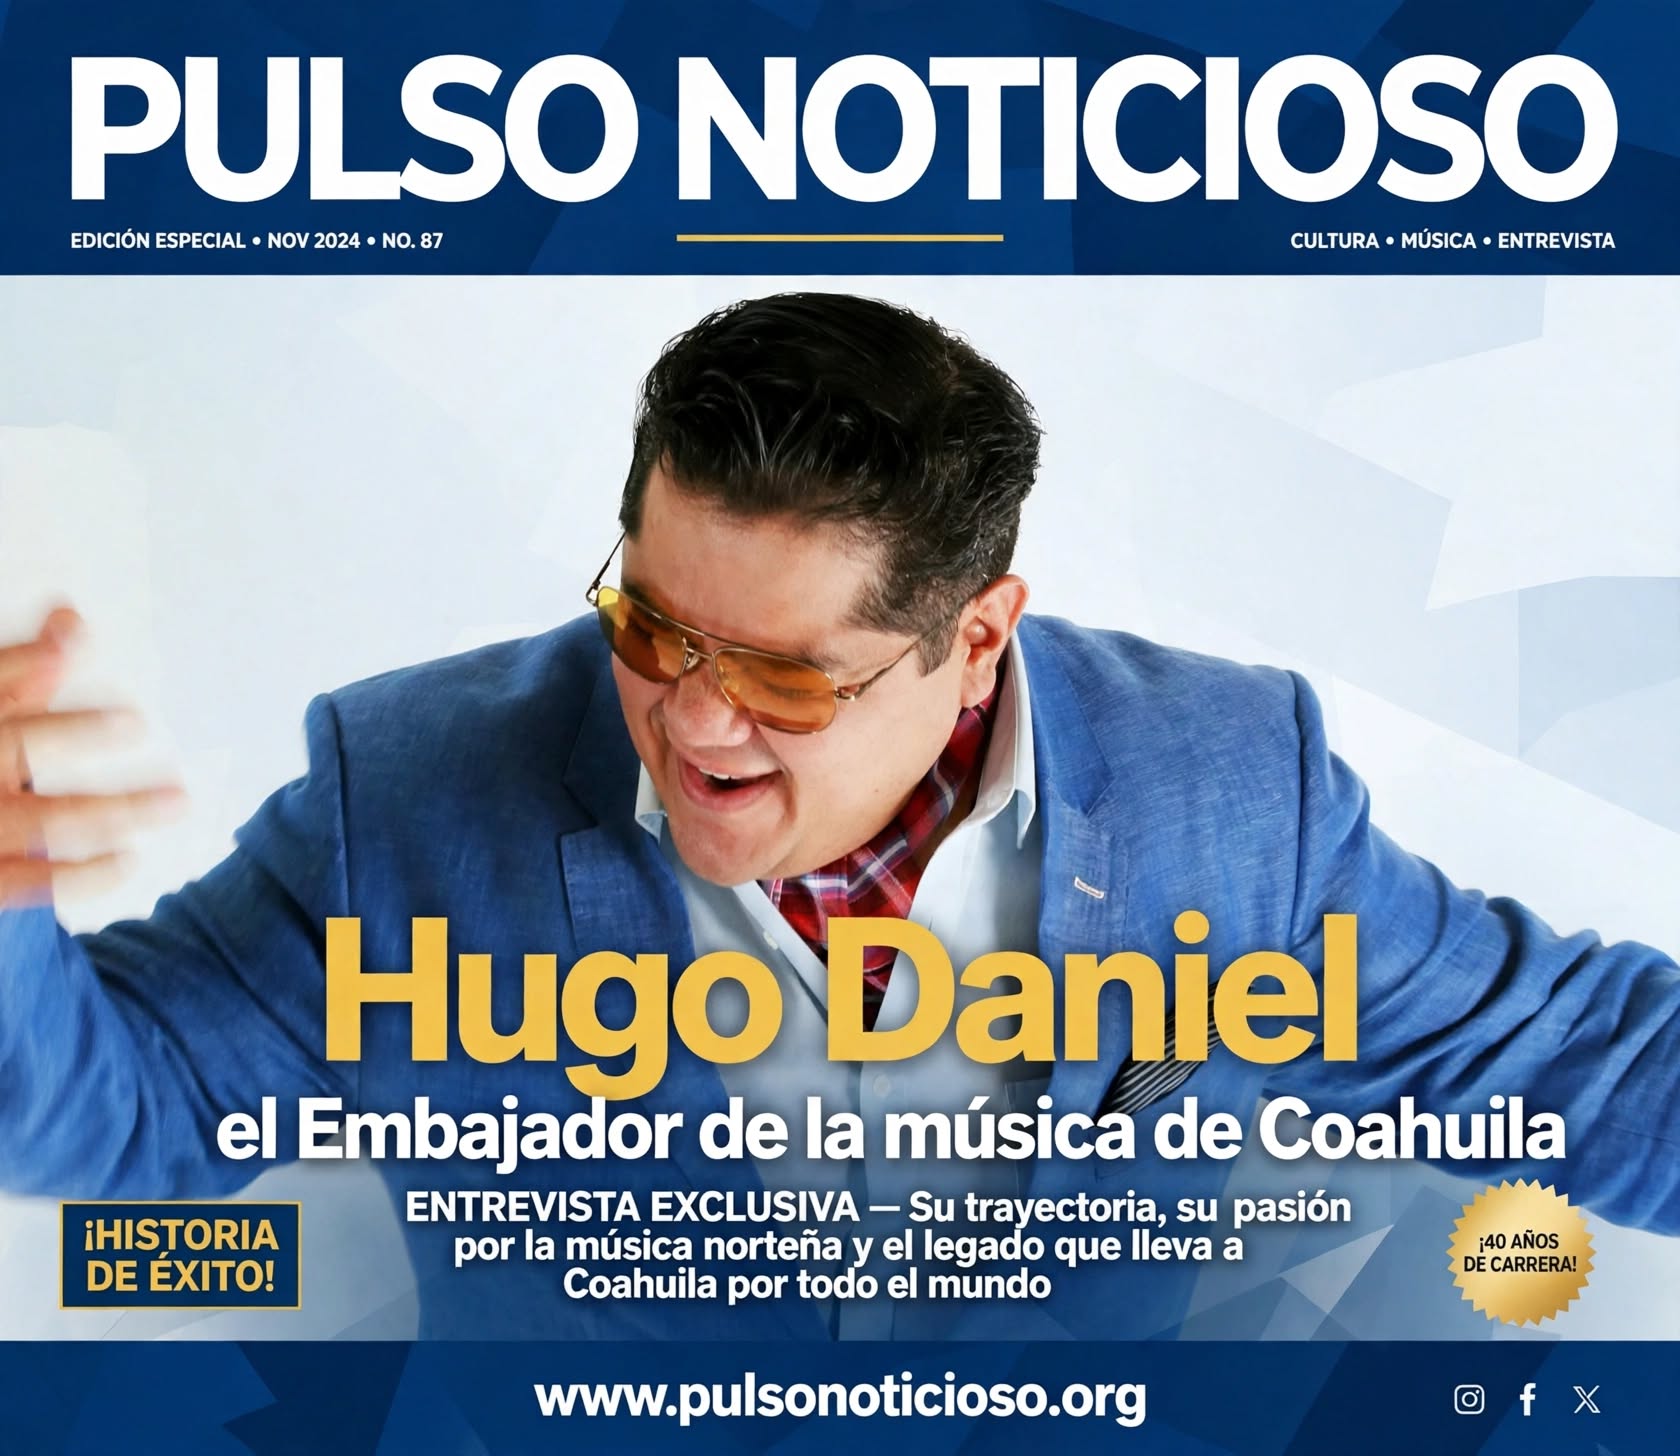 PULSO NOTICIOSO
EDICIÓN ESPECIAL • NOV 2024 • NO. 87
CULTURA • MÚSICA • ENTREVISTA
Hugo Daniel
el Embajador de la música de Coahuila
¡HISTORIA
DE ÉXITO!
ENTREVISTA EXCLUSIVA — Su trayectoria, su pasión
por la música norteña y el legado que lleva a
Coahuila por todo el mundo
¡40 AÑOS
DE CARRERA!
www.pulsonoticioso.org